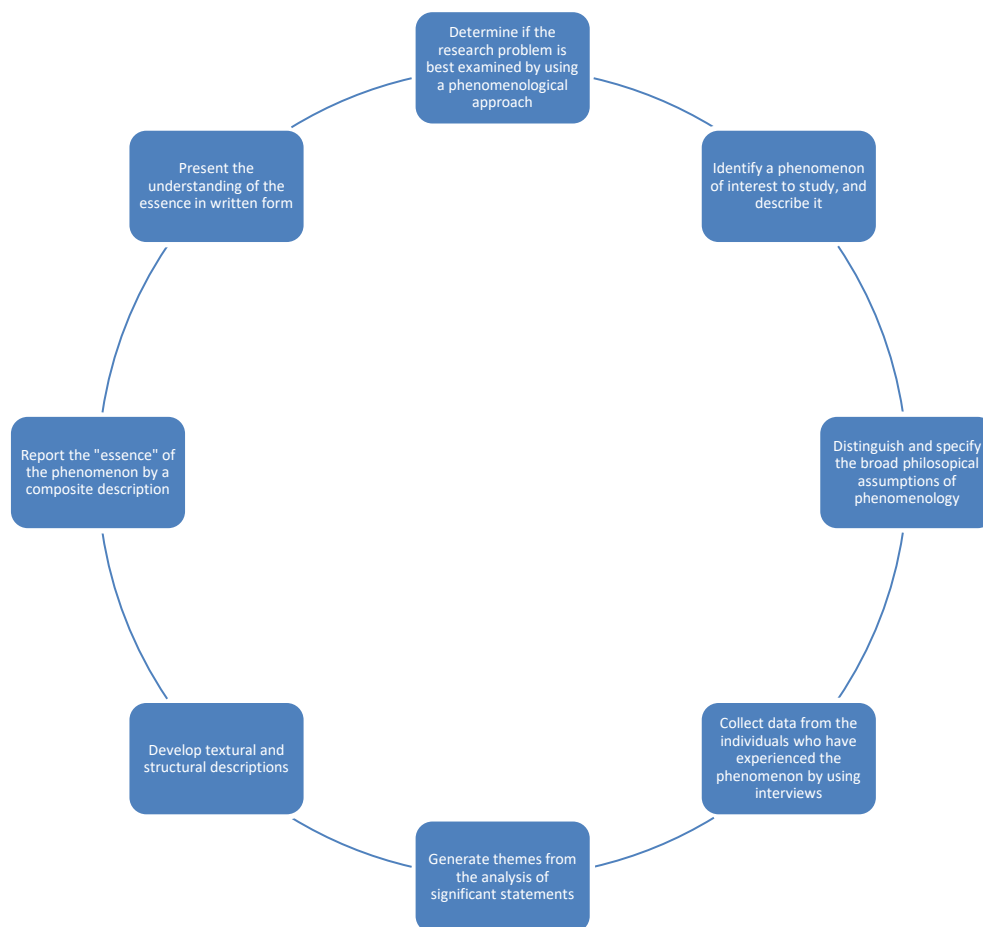 Determine if the
research problem is
best examined by using
a phenomenological
approach
Identify a phenomenon
of interest to study, and
describe it
Distinguish and specify
the broad philosopical
assumptions of
phenomenology
Collect data from the
individuals who have
experienced the
phenomenon by using
interviews
Generate themes from
the analysis of
significant statements
Develop textural and
structural descriptions
Report the "essence" of
the phenomenon by a
composite description
Present the
understanding of the
essence in written form